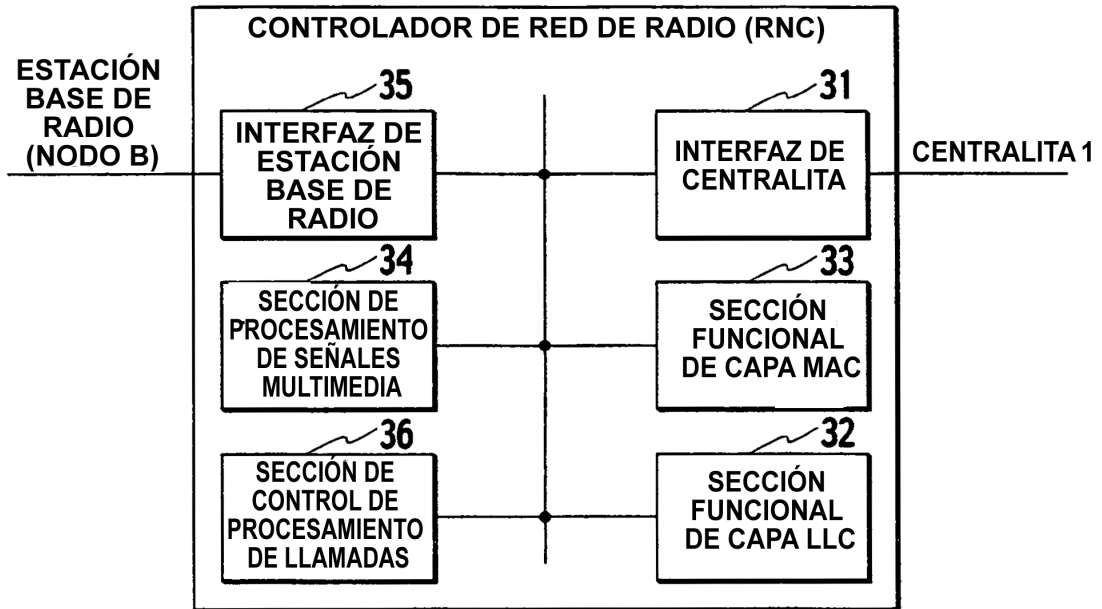 CONTROLADOR DE RED DE RADIO (RNC)
ESTACIÓN
BASE DE
RADIO
(NODO B)
35
INTERFAZ DE
ESTACIÓN
BASE DE
RADIO
31
INTERFAZ DE
CENTRALITA
CENTRALITA 1
34
SECCIÓN DE
PROCESAMIENTO
DE SEÑALES
MULTIMEDIA
33
SECCIÓN
FUNCIONAL
DE CAPA MAC
36
SECCIÓN DE
CONTROL DE
PROCESAMIENTO
DE LLAMADAS
32
SECCIÓN
FUNCIONAL
DE CAPA LLC